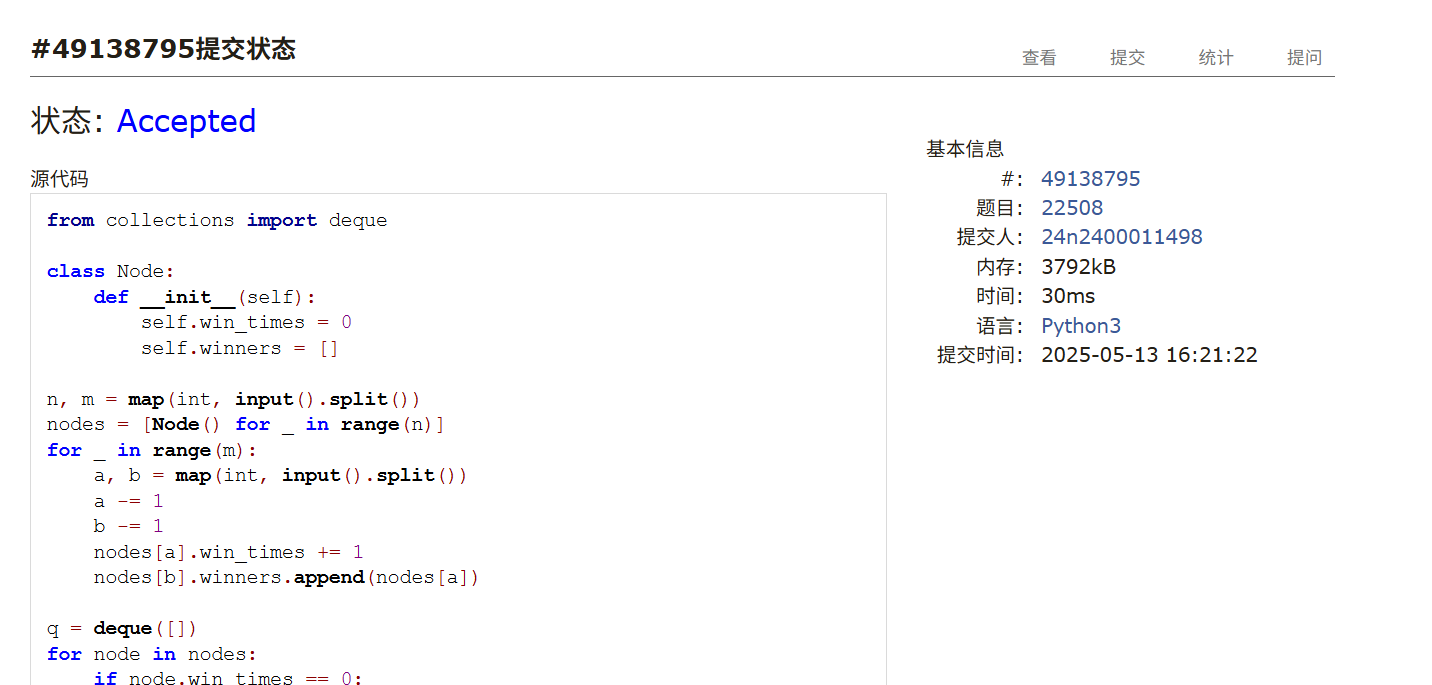 #49138795提交状态
查看 提交 统计 提问
状态: Accepted
源代码
from collections import deque
class Node:
    def __init__(self):
        self.win_times = 0
        self.winners = []
n, m = map(int, input().split())
nodes = [Node() for _ in range(n)]
for _ in range(m):
    a, b = map(int, input().split())
    a -= 1
    b -= 1
    nodes[a].win_times += 1
    nodes[b].winners.append(nodes[a])
q = deque([])
for node in nodes:
    if node.win_times == 0:
基本信息
#: 49138795
题目: 22508
提交人: 24n2400011498
内存: 3792kB
时间: 30ms
语言: Python3
提交时间: 2025-05-13 16:21:22